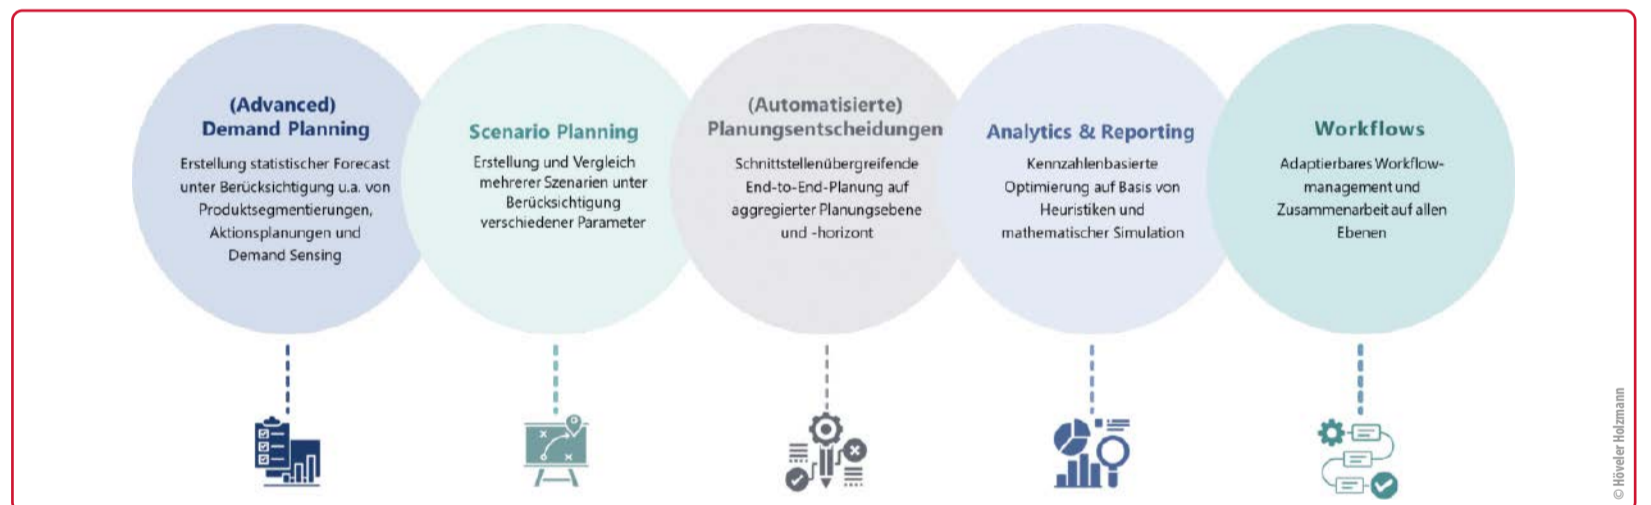 (Advanced)
Demand Planning
Erstellung statistischer Forecast
unter Berücksichtigung u.a. von
Produktsegmentierungen,
Aktionsplanungen und
Demand Sensing
Scenario Planning
Erstellung und Vergleich
mehrerer Szenarien unter
Berücksichtigung
verschiedener Parameter
(Automatisierte)
Planungsentscheidungen
Schnittstellenübergreifende
End-to-End-Planung auf
aggregierter Planungsebene
und -horizont
Analytics & Reporting
Kennzahlenbasierte
Optimierung auf Basis von
Heuristiken und
mathematischer Simulation
Workflows
Adaptierbares Workflow-
management und
Zusammenarbeit auf allen
Ebenen
© Höveler Holzmann